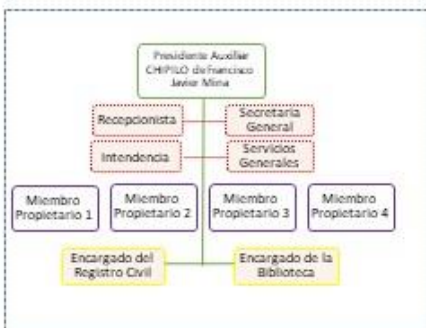 Presidente Auxiliar
CHIPILO de Francisco
Javier Mina
Recepcionista
Secretaria
General
Intendencia
Servicios
Generales
Miembro
Propietario 1
Miembro
Propietario 2
Miembro
Propietario 3
Miembro
Propietario 4
Encargado del
Registro Civil
Encargado de la
Biblioteca